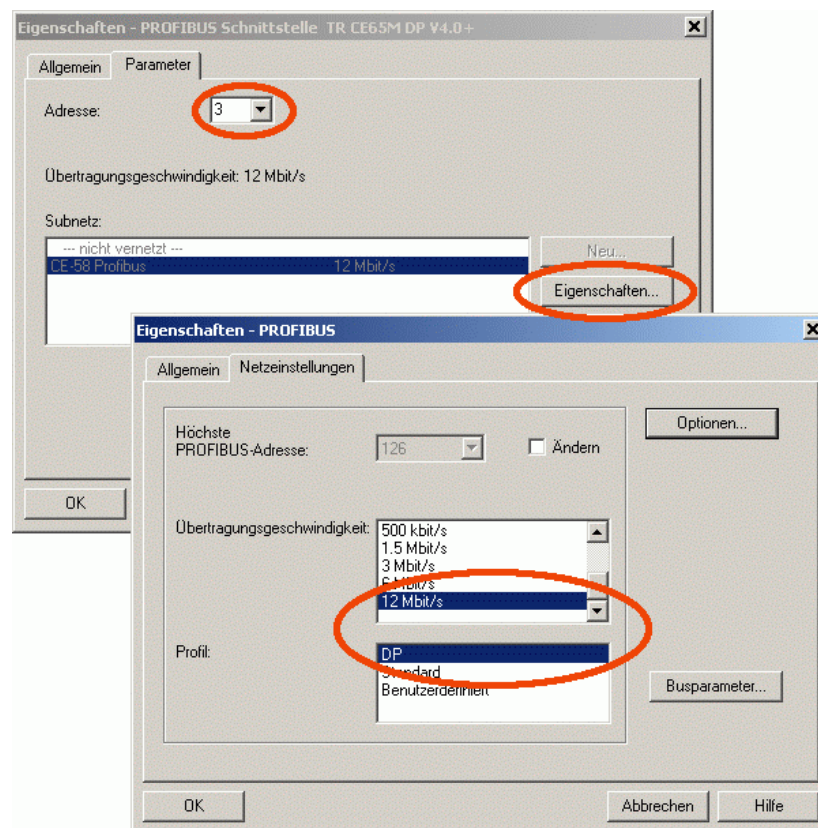 Eigenschaften - PROFIBUS Schnittstelle TR CE65M DP V4.0+
Allgemein Parameter
Adresse: 3
Übertragungsgeschwindigkeit: 12 Mbit/s
Subnetz:
--- nicht vernetzt ---
CE-58 Profibus 12 Mbit/s
Neu...
Eigenschaften...
OK
Eigenschaften - PROFIBUS
Allgemein Netzeinstellungen
Höchste
PROFIBUS-Adresse: 126 Ändern
Optionen...
Übertragungsgeschwindigkeit: 500 kbit/s
1.5 Mbit/s
3 Mbit/s
6 Mbit/s
12 Mbit/s
Profil: DP
Standard
Benutzerdefiniert
Busparameter...
OK Abbrechen Hilfe